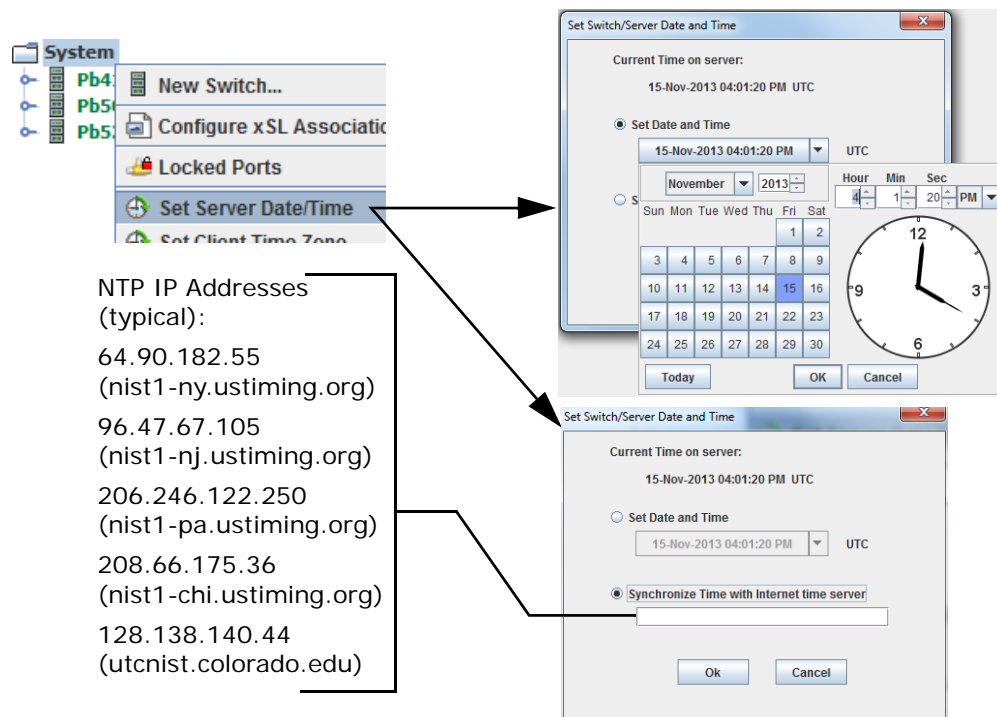 System
Pb4
Pb5
Pb5
New Switch...
Configure xSL Associatio
Locked Ports
Set Server Date/Time
Set Client Time Zone
NTP IP Addresses
(typical):
64.90.182.55
(nist1-ny.ustiming.org)
96.47.67.105
(nist1-nj.ustiming.org)
206.246.122.250
(nist1-pa.ustiming.org)
208.66.175.36
(nist1-chi.ustiming.org)
128.138.140.44
(utcnist.colorado.edu)
Set Switch/Server Date and Time
Current Time on server:
15-Nov-2013 04:01:20 PM UTC
Set Date and Time
15-Nov-2013 04:01:20 PM UTC
S
November 2013
Hour Min Sec
4 1 20 PM
Sun Mon Tue Wed Thu Fri Sat
1 2
3 4 5 6 7 8 9
10 11 12 13 14 15 16
17 18 19 20 21 22 23
24 25 26 27 28 29 30
12
9 3
6
Today OK Cancel
Set Switch/Server Date and Time
Current Time on server:
15-Nov-2013 04:01:20 PM UTC
Set Date and Time
15-Nov-2013 04:01:20 PM UTC
Synchronize Time with Internet time server
Ok Cancel